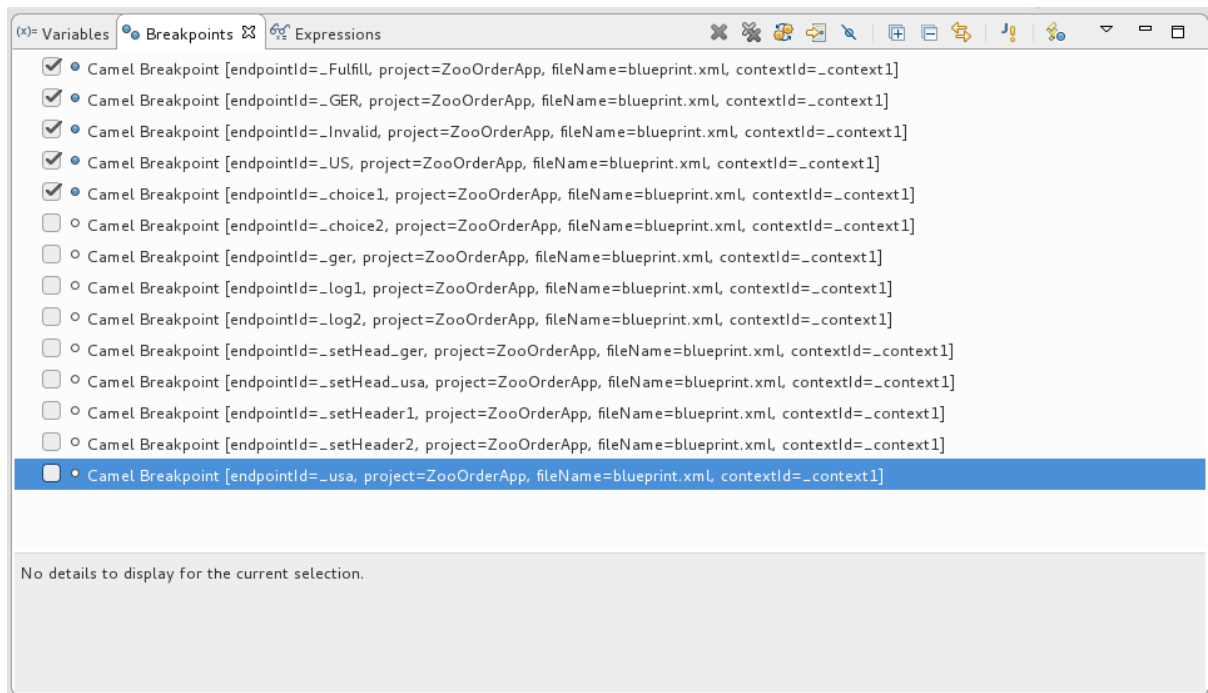 (x)= Variables Breakpoints Expressions
Camel Breakpoint [endpointId=_Fulfill, project=ZooOrderApp, fileName=blueprint.xml, contextId=_context1]
Camel Breakpoint [endpointId=_GER, project=ZooOrderApp, fileName=blueprint.xml, contextId=_context1]
Camel Breakpoint [endpointId=_Invalid, project=ZooOrderApp, fileName=blueprint.xml, contextId=_context1]
Camel Breakpoint [endpointId=_US, project=ZooOrderApp, fileName=blueprint.xml, contextId=_context1]
Camel Breakpoint [endpointId=_choice1, project=ZooOrderApp, fileName=blueprint.xml, contextId=_context1]
Camel Breakpoint [endpointId=_choice2, project=ZooOrderApp, fileName=blueprint.xml, contextId=_context1]
Camel Breakpoint [endpointId=_ger, project=ZooOrderApp, fileName=blueprint.xml, contextId=_context1]
Camel Breakpoint [endpointId=_log1, project=ZooOrderApp, fileName=blueprint.xml, contextId=_context1]
Camel Breakpoint [endpointId=_log2, project=ZooOrderApp, fileName=blueprint.xml, contextId=_context1]
Camel Breakpoint [endpointId=_setHead_ger, project=ZooOrderApp, fileName=blueprint.xml, contextId=_context1]
Camel Breakpoint [endpointId=_setHead_usa, project=ZooOrderApp, fileName=blueprint.xml, contextId=_context1]
Camel Breakpoint [endpointId=_setHeader1, project=ZooOrderApp, fileName=blueprint.xml, contextId=_context1]
Camel Breakpoint [endpointId=_setHeader2, project=ZooOrderApp, fileName=blueprint.xml, contextId=_context1]
Camel Breakpoint [endpointId=_usa, project=ZooOrderApp, fileName=blueprint.xml, contextId=_context1]
No details to display for the current selection.